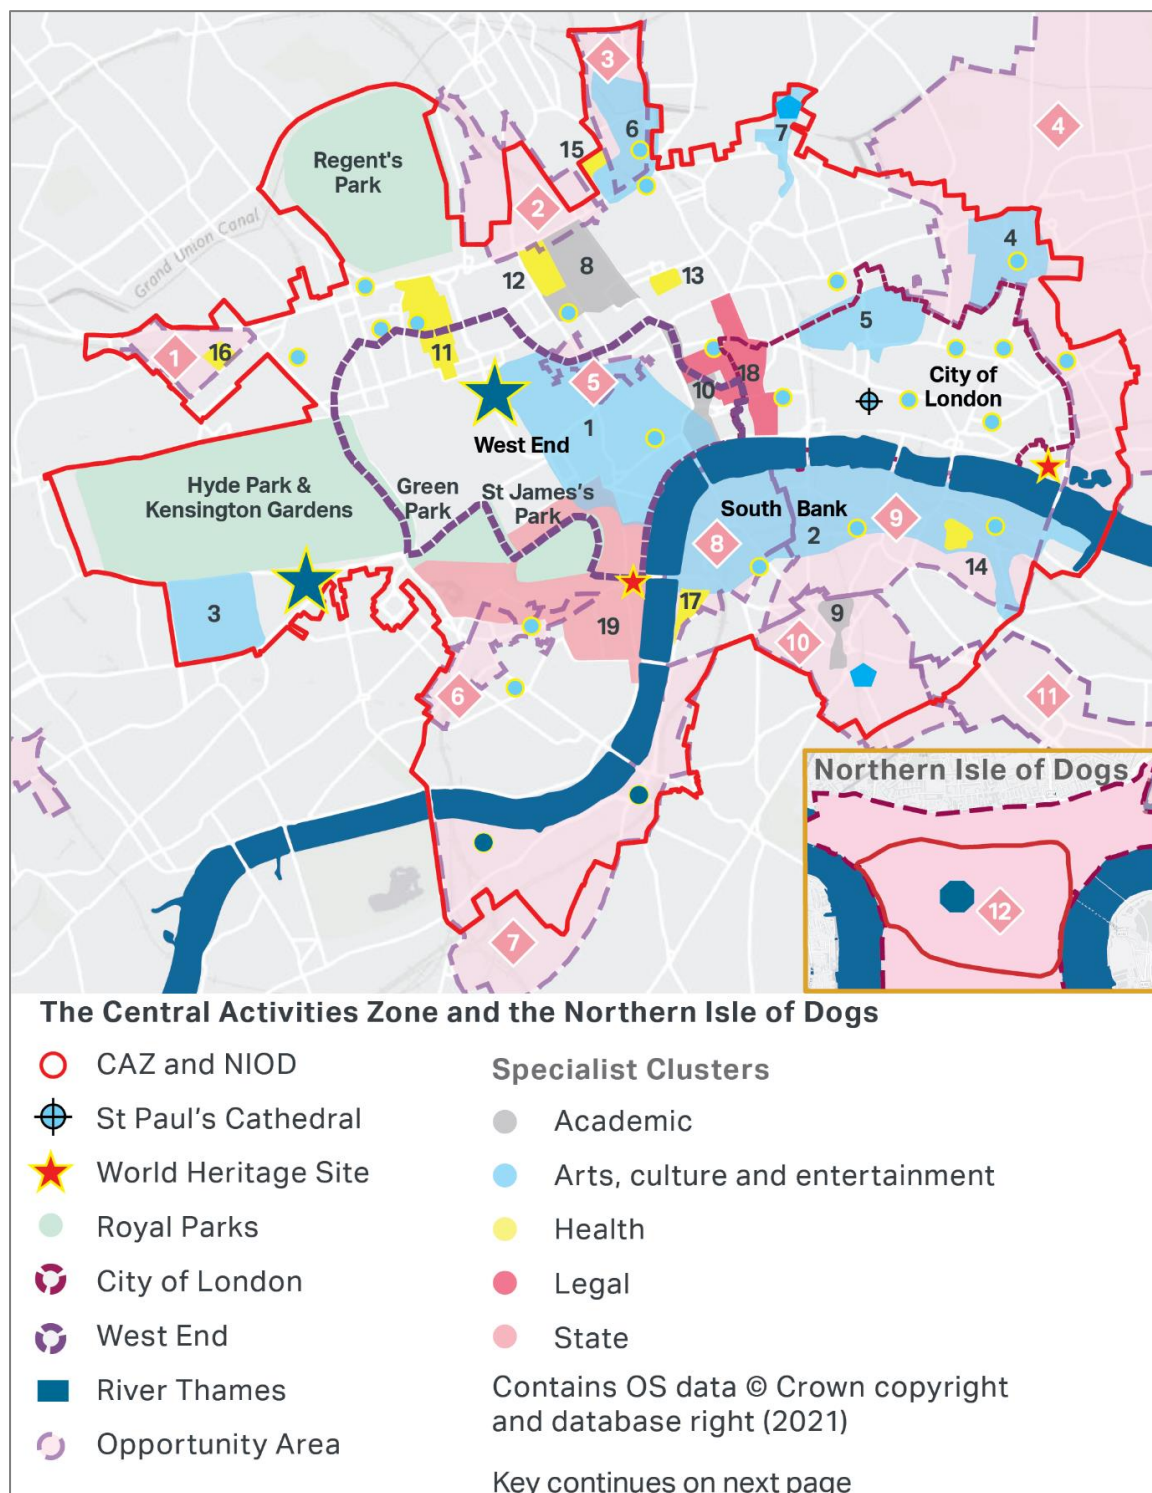 3
4
6
7
15
Regent's
Park
2
4
Grand Union Canal
8
12
13
5
1
16
11
18
5
10
City of
London
1
West End
Hyde Park &
Kensington Gardens
Green
Park
St James's
Park
South Bank
2
9
8
14
3
17
19
9
10
6
11
Northern Isle of Dogs
12
7
The Central Activities Zone and the Northern Isle of Dogs
CAZ and NIOD
St Paul's Cathedral
World Heritage Site
Royal Parks
City of London
West End
River Thames
Opportunity Area
Specialist Clusters
Academic
Arts, culture and entertainment
Health
Legal
State
Contains OS data © Crown copyright
and database right (2021)
Key continues on next page